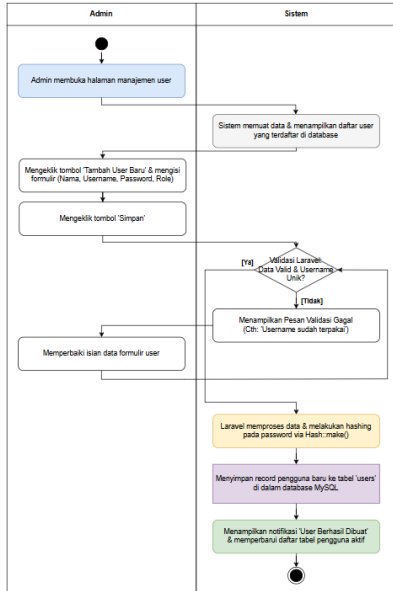 Admin
Sistem
Admin membuka halaman manajemen user
Sistem memuat data & menampilkan daftar user
yang terdaftar di database
Mengeklik tombol 'Tambah User Baru' & mengisi
formulir (Nama, Username, Password, Role)
Mengeklik tombol 'Simpan'
[Ya]
Validasi Laravel:
Data Valid & Username
Unik?
[Tidak]
Menampilkan Pesan Validasi Gagal
(Cth: 'Username sudah terpakai')
Memperbaiki isian data formulir user
Laravel memproses data & melakukan hashing
pada password via Hash::make()
Menyimpan record pengguna baru ke tabel 'users'
di dalam database MySQL
Menampilkan notifikasi 'User Berhasil Dibuat'
& memperbarui daftar tabel pengguna aktif